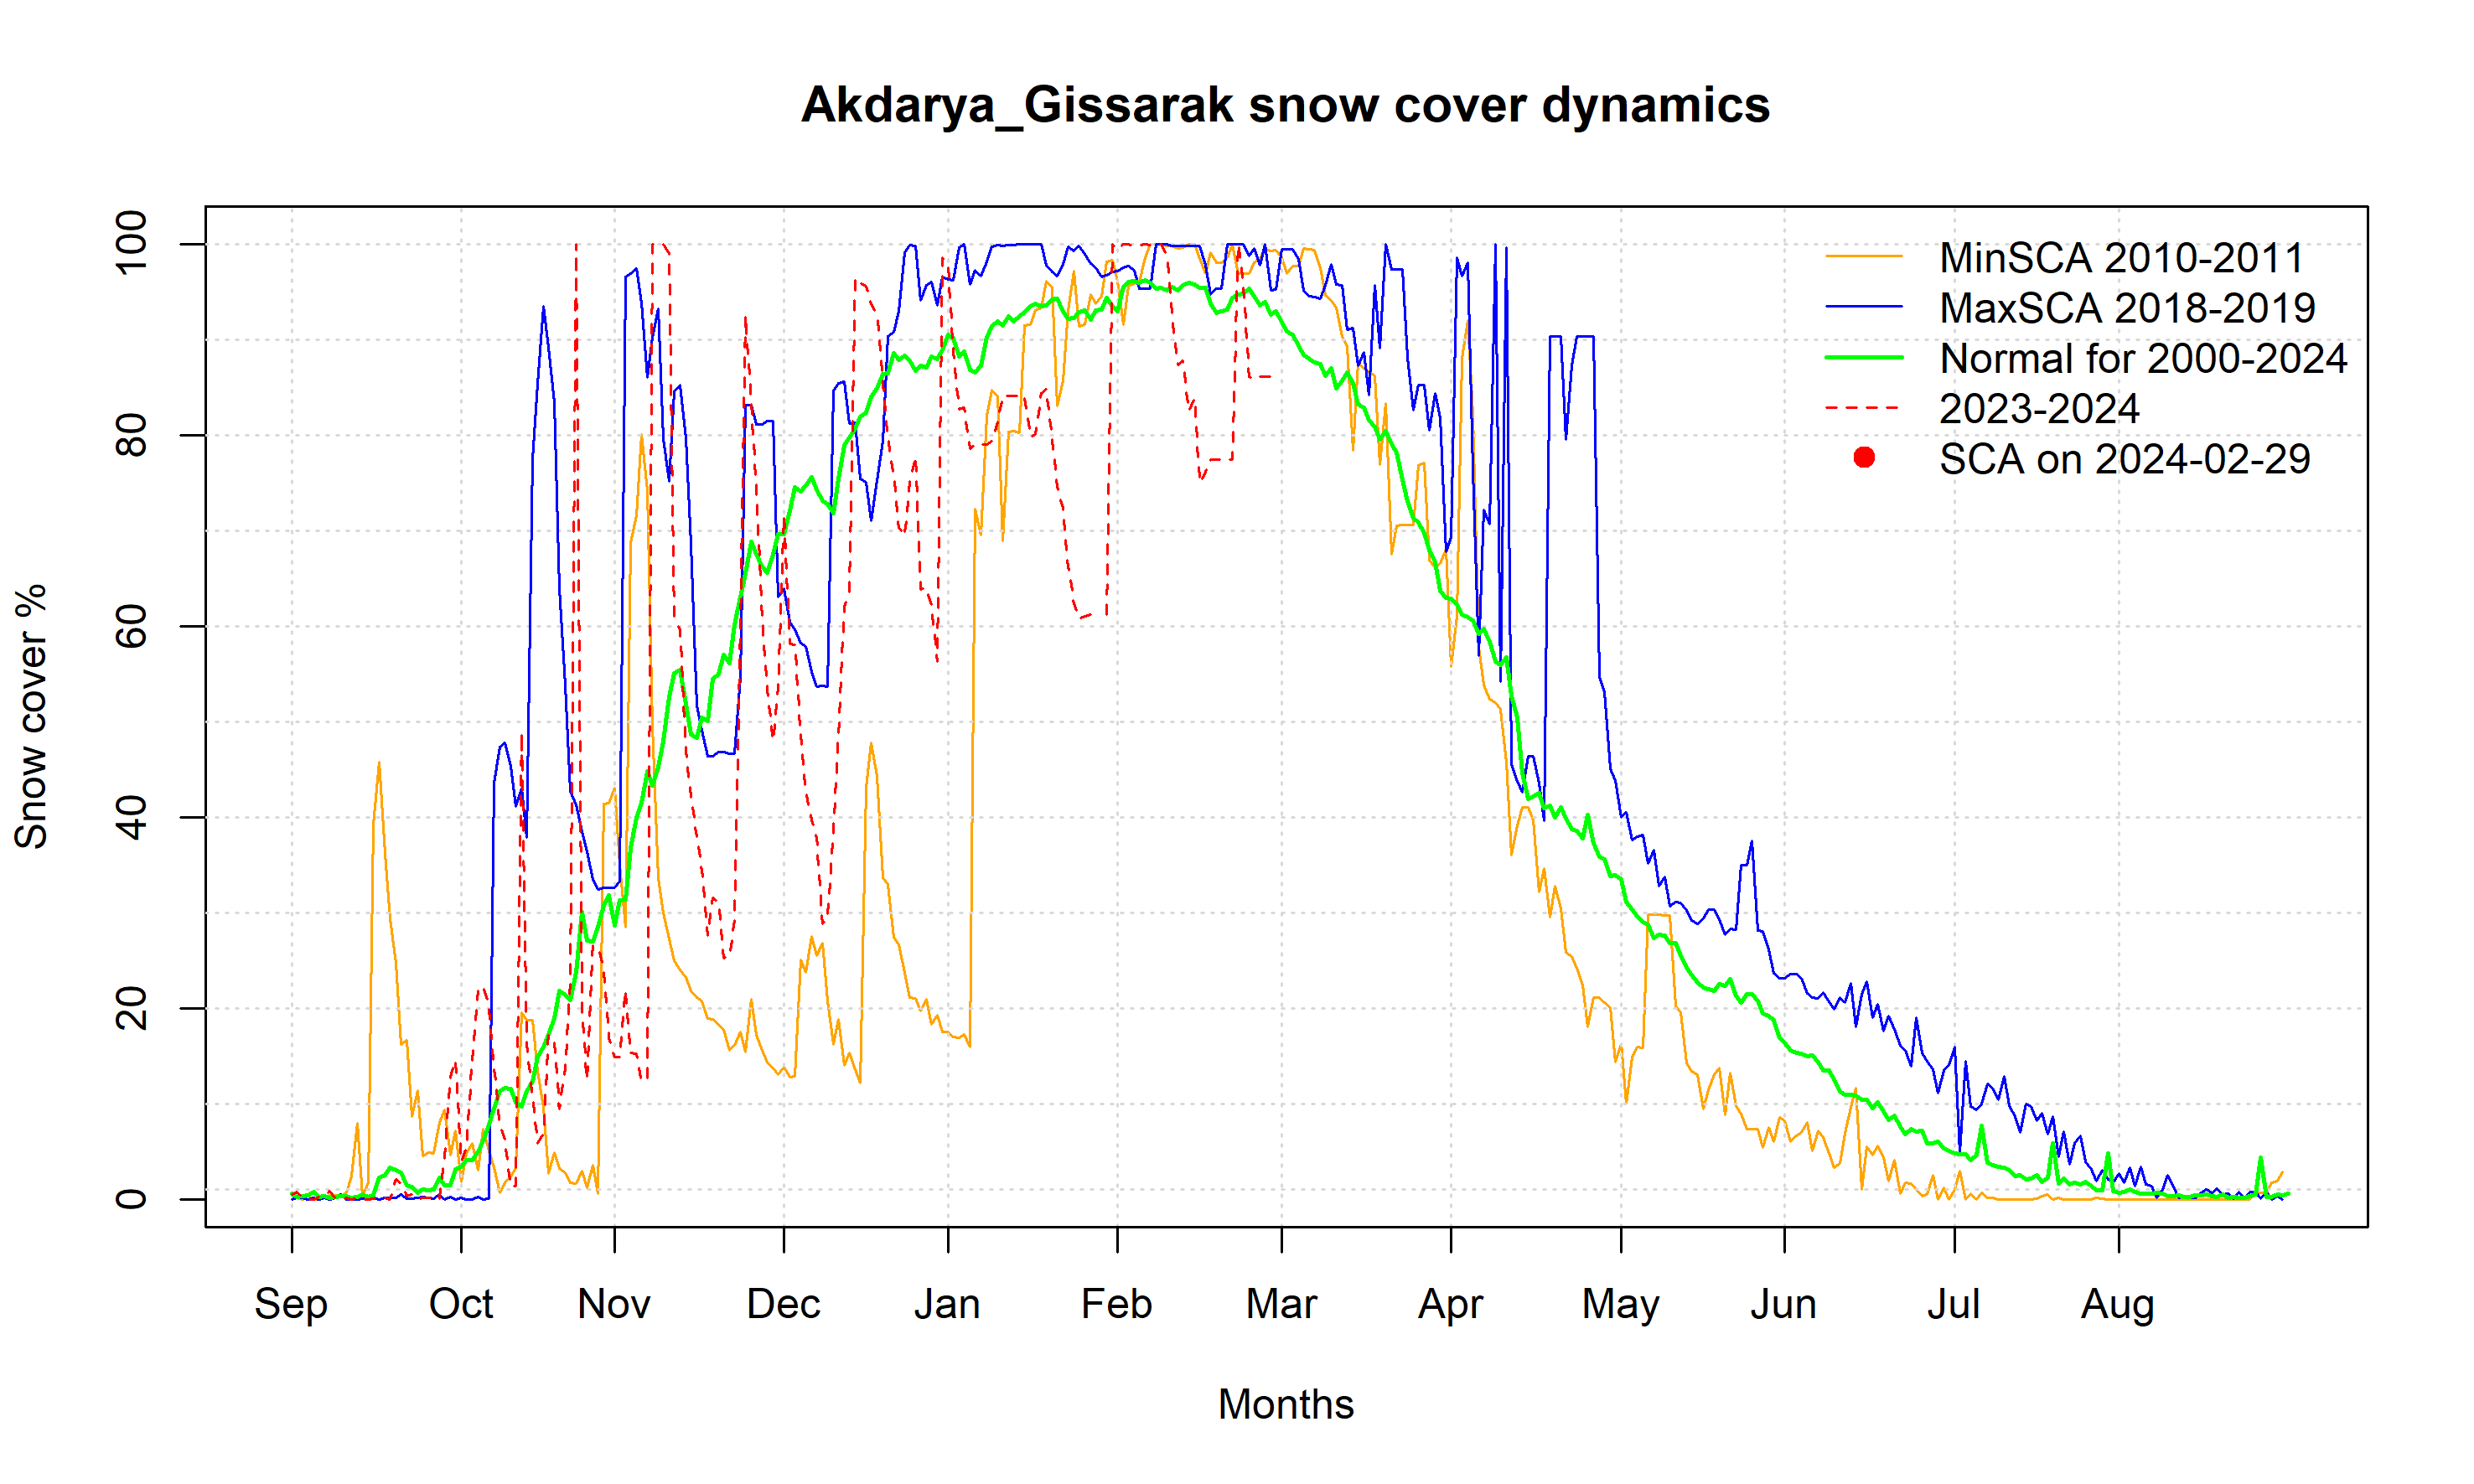 Akdarya_Gissarak snow cover dynamics
MinSCA 2010-2011
MaxSCA 2018-2019
Normal for 2000-2024
2023-2024
SCA on 2024-02-29
Snow cover %
100
80
60
40
20
0
Sep Oct Nov Dec Jan Feb Mar Apr May Jun Jul Aug
Months